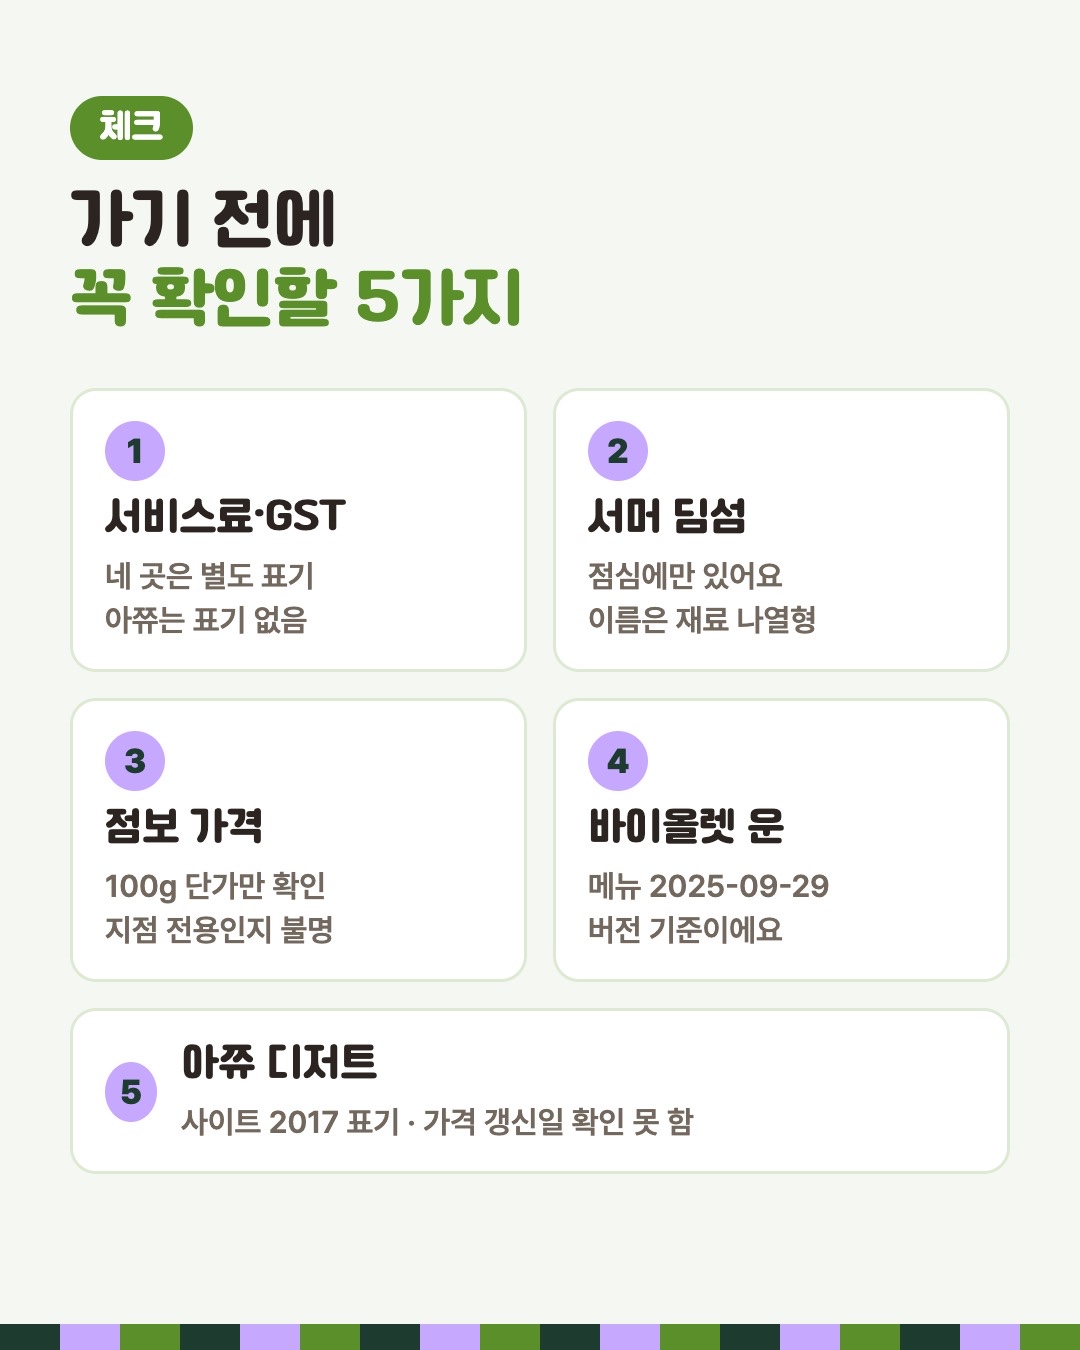 체크
가기 전에
꼭 확인할 5가지
1
서비스료·GST
네 곳은 별도 표기
아쮸는 표기 없음
2
서머 딤섬
점심에만 있어요
이름은 재료 나열형
3
점보 가격
100g 단가만 확인
지점 전용인지 불명
4
바이올렛 운
메뉴 2025-09-29
버전 기준이에요
5
아쮸 디저트
사이트 2017 표기 · 가격 갱신일 확인 못 함